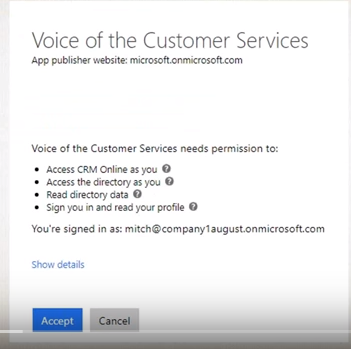 Voice of the Customer Services
App publisher website: microsoft.onmicrosoft.com
Voice of the Customer Services needs permission to:
• Access CRM Online as you ?
• Access the directory as you ?
• Read directory data ?
• Sign you in and read your profile ?
You're signed in as: mitch@company1august.onmicrosoft.com
Show details
Accept Cancel